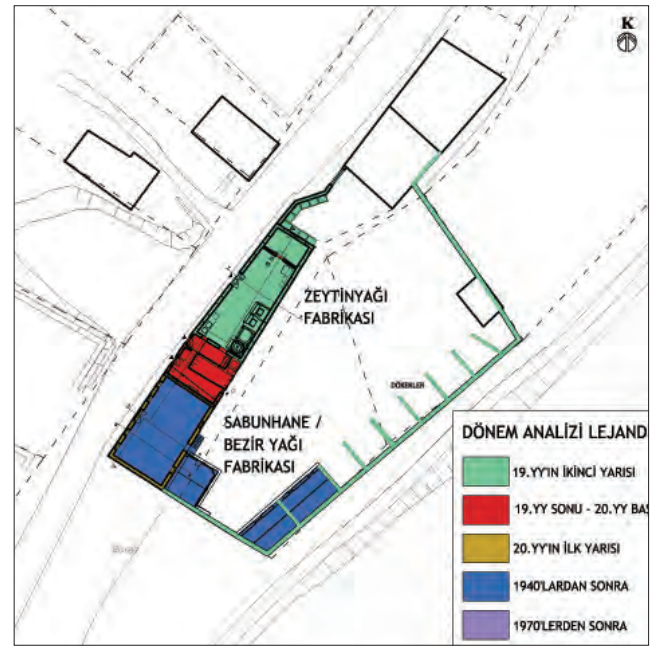 K
ZEYTİNYAĞI
FABRİKASI
DÖKEKLER
SABUNHANE /
BEZİR YAĞI
FABRİKASI
DÖNEM ANALİZİ LEJAND
19.YY'IN İKİNCİ YARISI
19.YY SONU - 20.YY BAŞ
20.YY'IN İLK YARISI
1940'LARDAN SONRA
1970'LERDEN SONRA